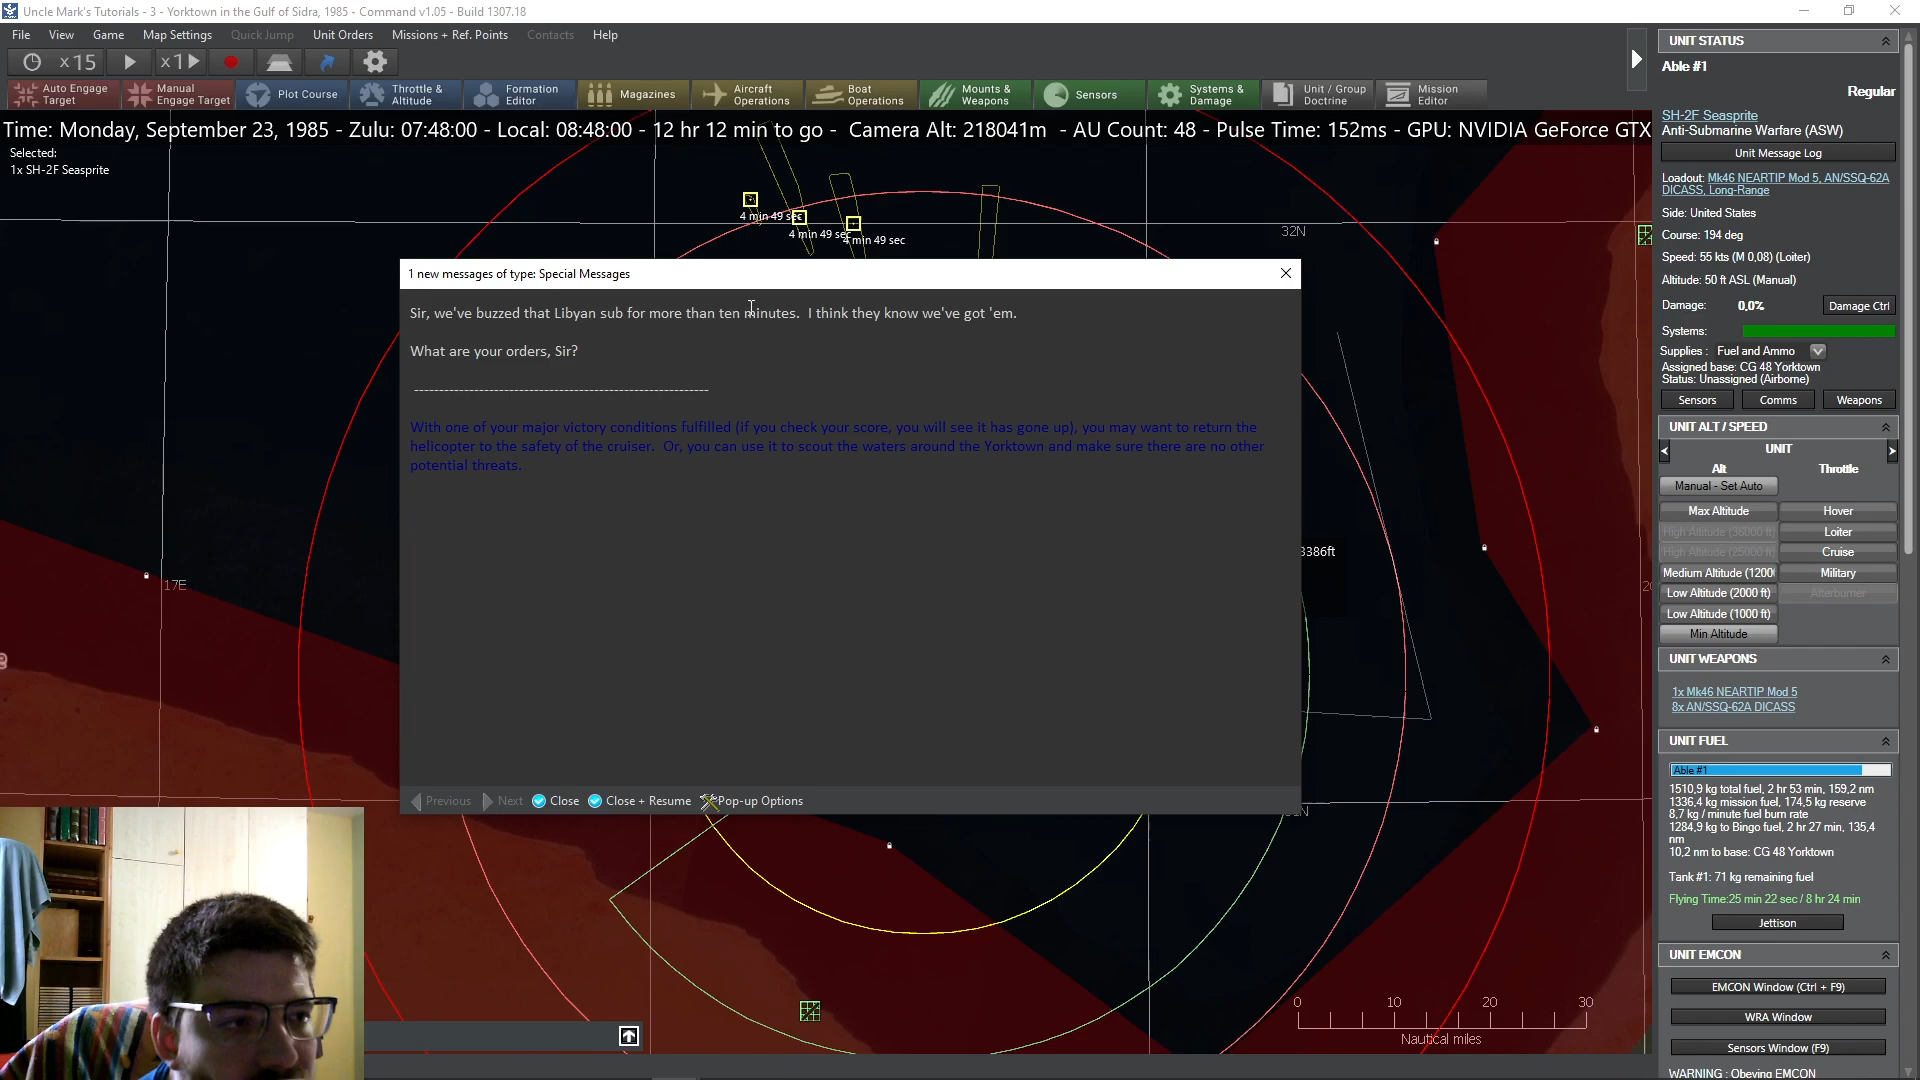 Uncle Mark's Tutorials - 3 - Yorktown in the Gulf of Sidra, 1985 - Command v1.05 - Build 1307.18
File View Game Map Settings Quick Jump Unit Orders Missions + Ref. Points Contacts Help
x 15 x 1
Auto Engage Target
Manual Engage Target
Plot Course
Throttle & Altitude
Formation Editor
Magazines
Aircraft Operations
Boat Operations
Mounts & Weapons
Sensors
Systems & Damage
Unit / Group Doctrine
Mission Editor
Time: Monday, September 23, 1985 - Zulu: 07:48:00 - Local: 08:48:00 - 12 hr 12 min to go - Camera Alt: 218041m - AU Count: 48 - Pulse Time: 152ms - GPU: NVIDIA GeForce GTX
Selected:
1x SH-2F Seasprite
4 min 49 sec
4 min 49 sec
4 min 49 sec
32N
17E
3386ft
1 new messages of type: Special Messages
Sir, we've buzzed that Libyan sub for more than ten minutes. I think they know we've got 'em.
What are your orders, Sir?
-----------------------------------------------------------
With one of your major victory conditions fulfilled (if you check your score, you will see it has gone up), you may want to return the
helicopter to the safety of the cruiser. Or, you can use it to scout the waters around the Yorktown and make sure there are no other
potential threats.
Previous Next Close Close + Resume Pop-up Options
0 10 20 30
Nautical miles
UNIT STATUS
Able #1
Regular
SH-2F Seasprite
Anti-Submarine Warfare (ASW)
Unit Message Log
Loadout: Mk46 NEARTIP Mod 5, AN/SSQ-62A
DICASS, Long-Range
Side: United States
Course: 194 deg
Speed: 55 kts (M 0,08) (Loiter)
Altitude: 50 ft ASL (Manual)
Damage: 0.0% Damage Ctrl
Systems:
Supplies : Fuel and Ammo
Assigned base: CG 48 Yorktown
Status: Unassigned (Airborne)
Sensors Comms Weapons
UNIT ALT / SPEED
UNIT
Alt Throttle
Manual - Set Auto
Max Altitude Hover
High Altitude (36000 ft) Loiter
High Altitude (25000 ft) Cruise
Medium Altitude (1200 Military
Low Altitude (2000 ft) Afterburner
Low Altitude (1000 ft)
Min Altitude
UNIT WEAPONS
1x Mk46 NEARTIP Mod 5
8x AN/SSQ-62A DICASS
UNIT FUEL
Able #1
1510,9 kg total fuel, 2 hr 53 min, 159,2 nm
1336,4 kg mission fuel, 174,5 kg reserve
8,7 kg / minute fuel burn rate
1284,9 kg to Bingo fuel, 2 hr 27 min, 135,4
nm
10,2 nm to base: CG 48 Yorktown
Tank #1: 71 kg remaining fuel
Flying Time:25 min 22 sec / 8 hr 24 min
Jettison
UNIT EMCON
EMCON Window (Ctrl + F9)
WRA Window
Sensors Window (F9)
WARNING : Obeying EMCON